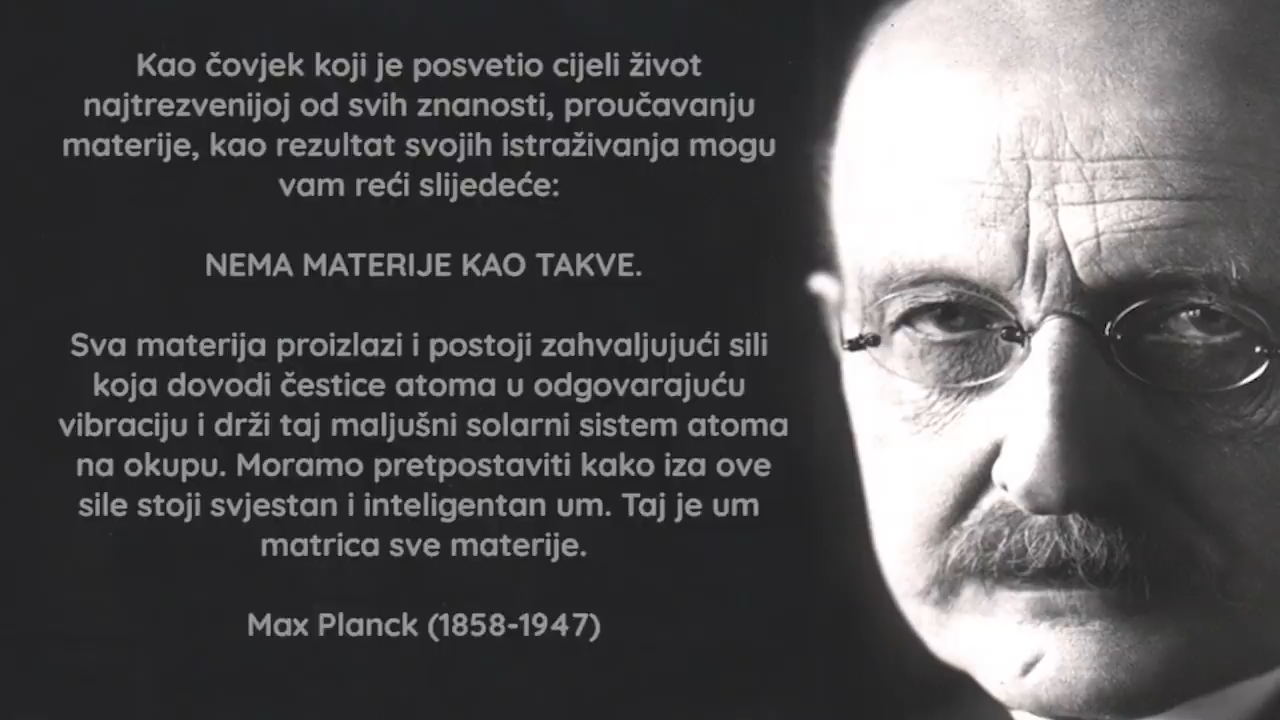 Kao čovjek koji je posvetio cijeli život
najtrezvenijoj od svih znanosti, proučavanju
materije, kao rezultat svojih istraživanja mogu
vam reći slijedeće:
NEMA MATERIJE KAO TAKVE.
Sva materija proizlazi i postoji zahvaljujući sili
koja dovodi čestice atoma u odgovarajuću
vibraciju i drži taj maljušni solarni sistem atoma
na okupu. Moramo pretpostaviti kako iza ove
sile stoji svjestan i inteligentan um. Taj je um
matrica sve materije.
Max Planck (1858-1947)